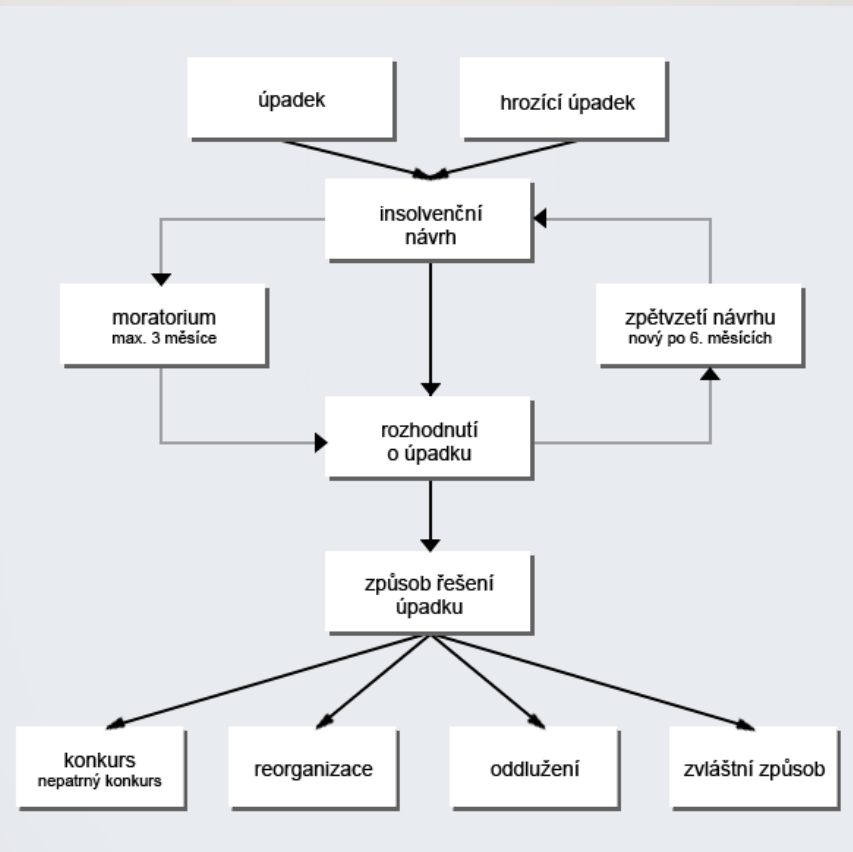 úpadek
hrozící úpadek
insolvenční
návrh
moratorium
max. 3 měsíce
zpětvzetí návrhu
nový po 6. měsících
rozhodnutí
o úpadku
způsob řešení
úpadku
konkurs
nepatrný konkurs
reorganizace
oddlužení
zvláštní způsob